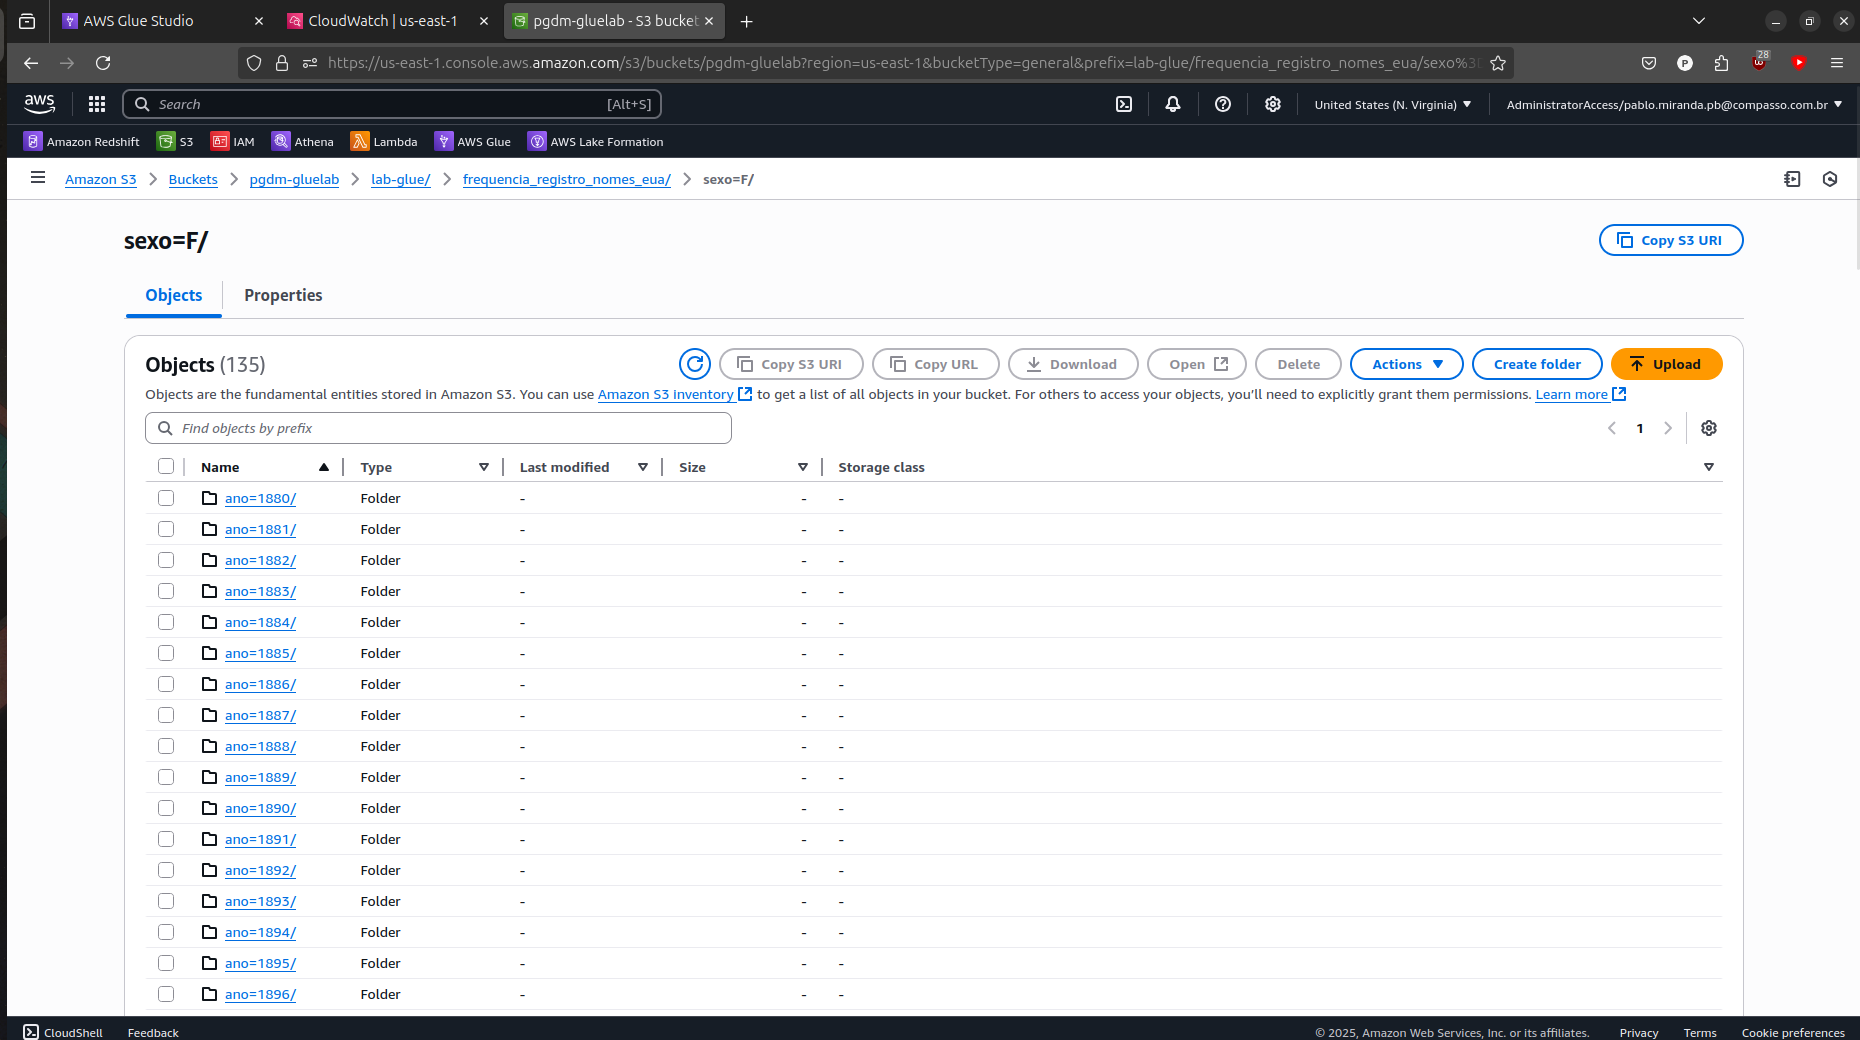 AWS Glue Studio
CloudWatch | us-east-1
pgdm-gluelab - S3 bucket
https://us-east-1.console.aws.amazon.com/s3/buckets/pgdm-gluelab?region=us-east-1&bucketType=general&prefix=lab-glue/frequencia_registro_nomes_eua/sexo%3D
P
28
aws
Search [Alt+S]
United States (N. Virginia)
AdministratorAccess/pablo.miranda.pb@compasso.com.br
Amazon Redshift S3 IAM Athena Lambda AWS Glue AWS Lake Formation
Amazon S3 > Buckets > pgdm-gluelab > lab-glue/ > frequencia_registro_nomes_eua/ > sexo=F/
sexo=F/
Copy S3 URI
Objects Properties
Objects (135)
Copy S3 URI Copy URL Download Open Delete Actions Create folder Upload
Objects are the fundamental entities stored in Amazon S3. You can use Amazon S3 inventory to get a list of all objects in your bucket. For others to access your objects, you'll need to explicitly grant them permissions. Learn more
Find objects by prefix
< 1 >
Name Type Last modified Size Storage class
ano=1880/ Folder - - -
ano=1881/ Folder - - -
ano=1882/ Folder - - -
ano=1883/ Folder - - -
ano=1884/ Folder - - -
ano=1885/ Folder - - -
ano=1886/ Folder - - -
ano=1887/ Folder - - -
ano=1888/ Folder - - -
ano=1889/ Folder - - -
ano=1890/ Folder - - -
ano=1891/ Folder - - -
ano=1892/ Folder - - -
ano=1893/ Folder - - -
ano=1894/ Folder - - -
ano=1895/ Folder - - -
ano=1896/ Folder - - -
CloudShell Feedback © 2025, Amazon Web Services, Inc. or its affiliates. Privacy Terms Cookie preferences